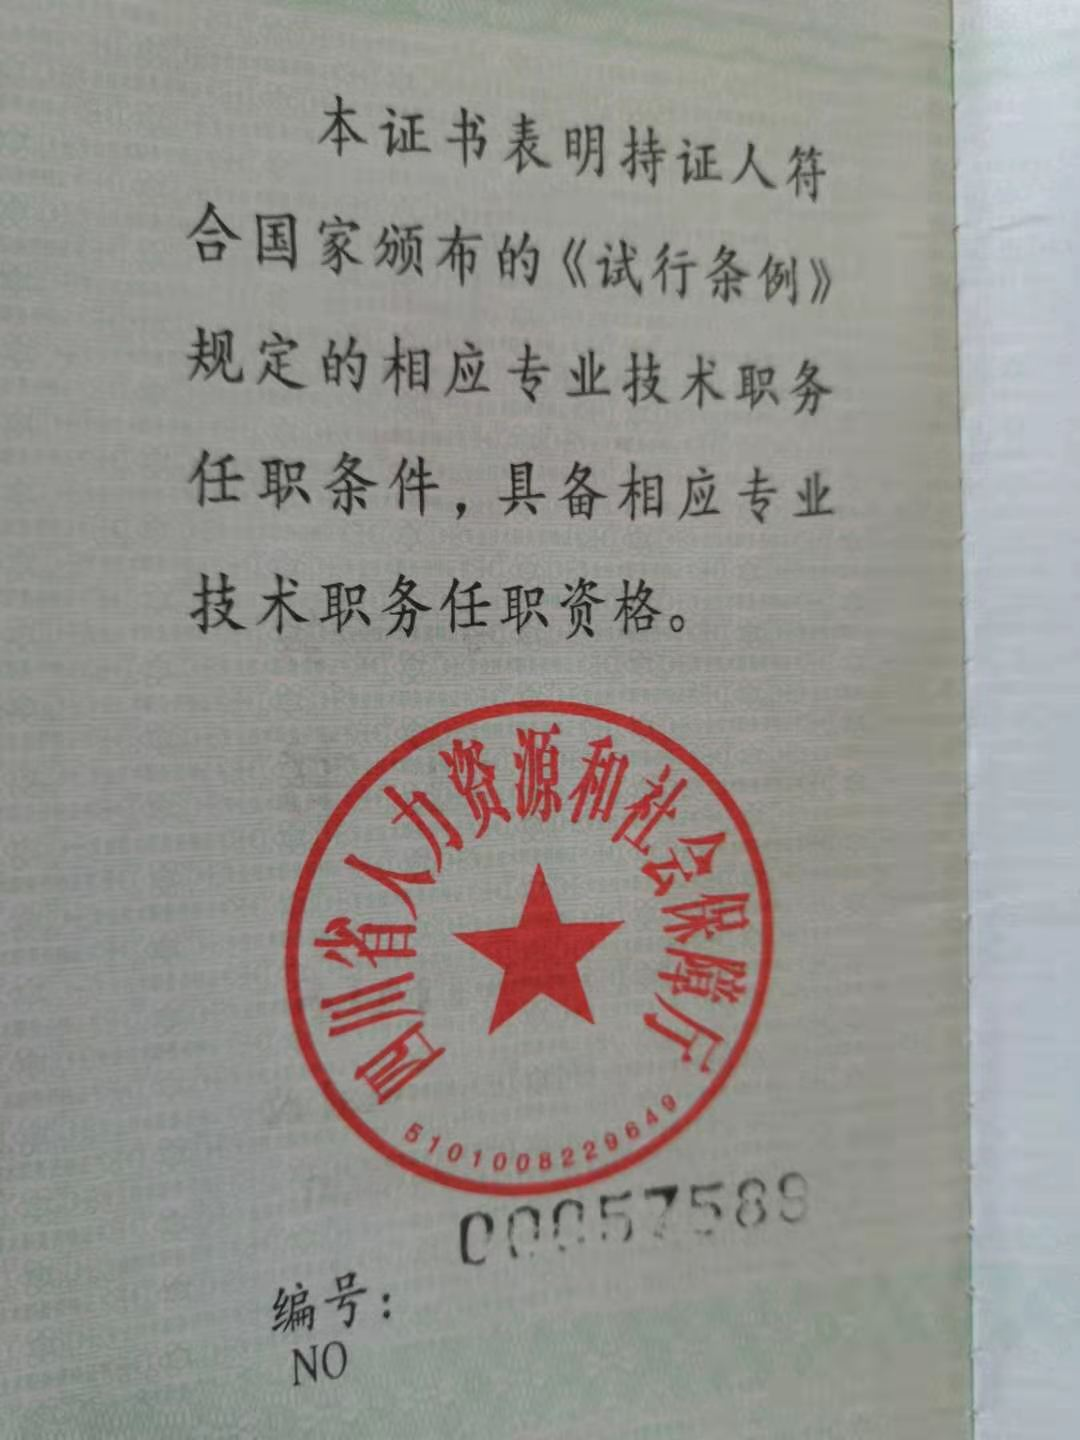 本证书表明持证人符
合国家颁布的《试行条例》
规定的相应专业技术职务
任职条件，具备相应专业
技术职务任职资格。
四川省人力资源和社会保障厅
5101008229649
00057589
编号：
NO